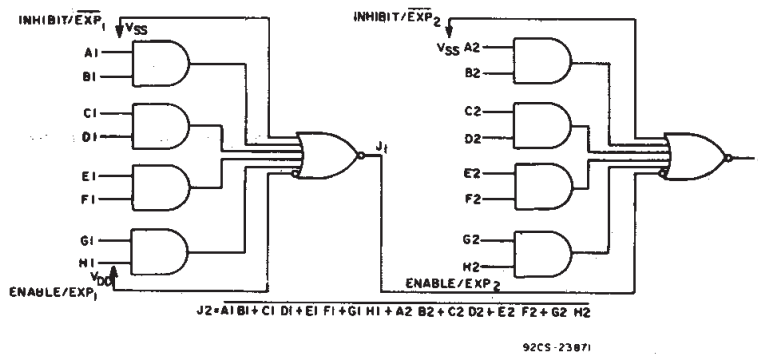 INHIBIT/EXP1
VSS
A1
B1
C1
D1
E1
F1
G1
H1
VDD
ENABLE/EXP1
J1
INHIBIT/EXP2
VSS
A2
B2
C2
D2
E2
F2
G2
H2
ENABLE/EXP2
J2=A1B1+C1 D1+E1 F1+G1 H1+A2 B2+C2 D2+E2 F2+G2 H2
92CS-23871